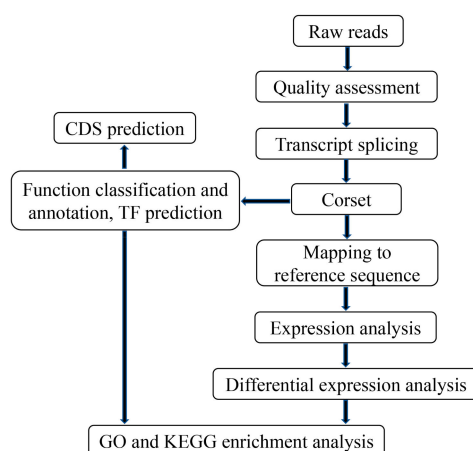 Raw reads
Quality assessment
CDS prediction
Transcript splicing
Function classification and
annotation, TF prediction
Corset
Mapping to
reference sequence
Expression analysis
Differential expression analysis
GO and KEGG enrichment analysis